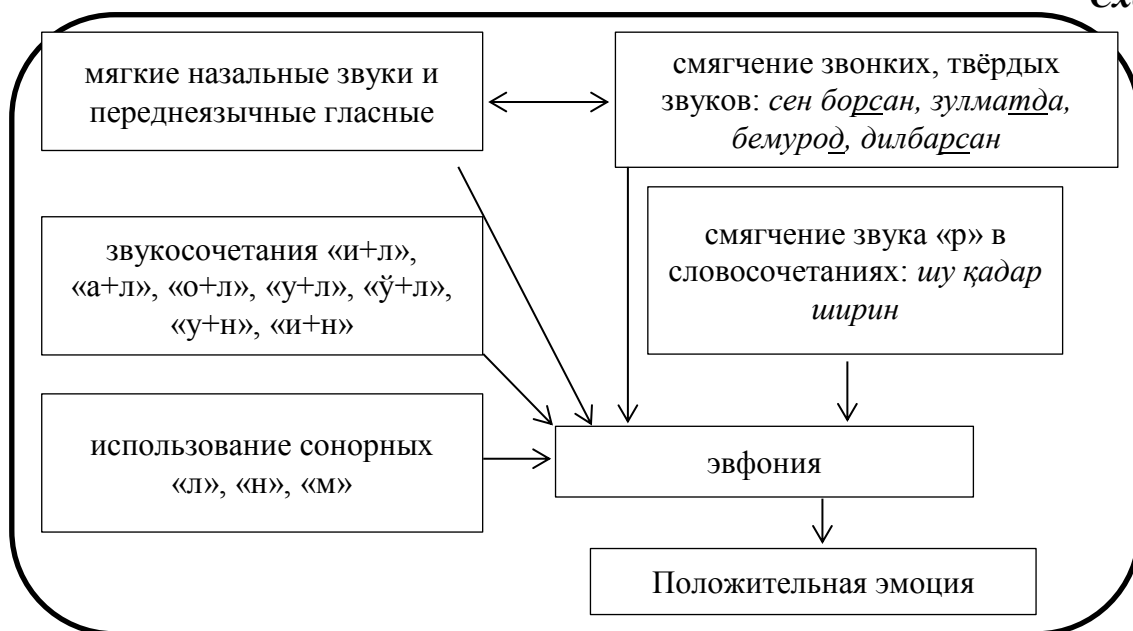 мягкие назальные звуки и
переднеязычные гласные
смягчение звонких, твёрдых
звуков: сен борсан, зулматда,
бемурод, дилбарсан
звукосочетания «и+л»,
«а+л», «о+л», «у+л», «ў+л»,
«у+н», «и+н»
смягчение звука «р» в
словосочетаниях: шу қадар
ширин
использование сонорных
«л», «н», «м»
эвфония
Положительная эмоция